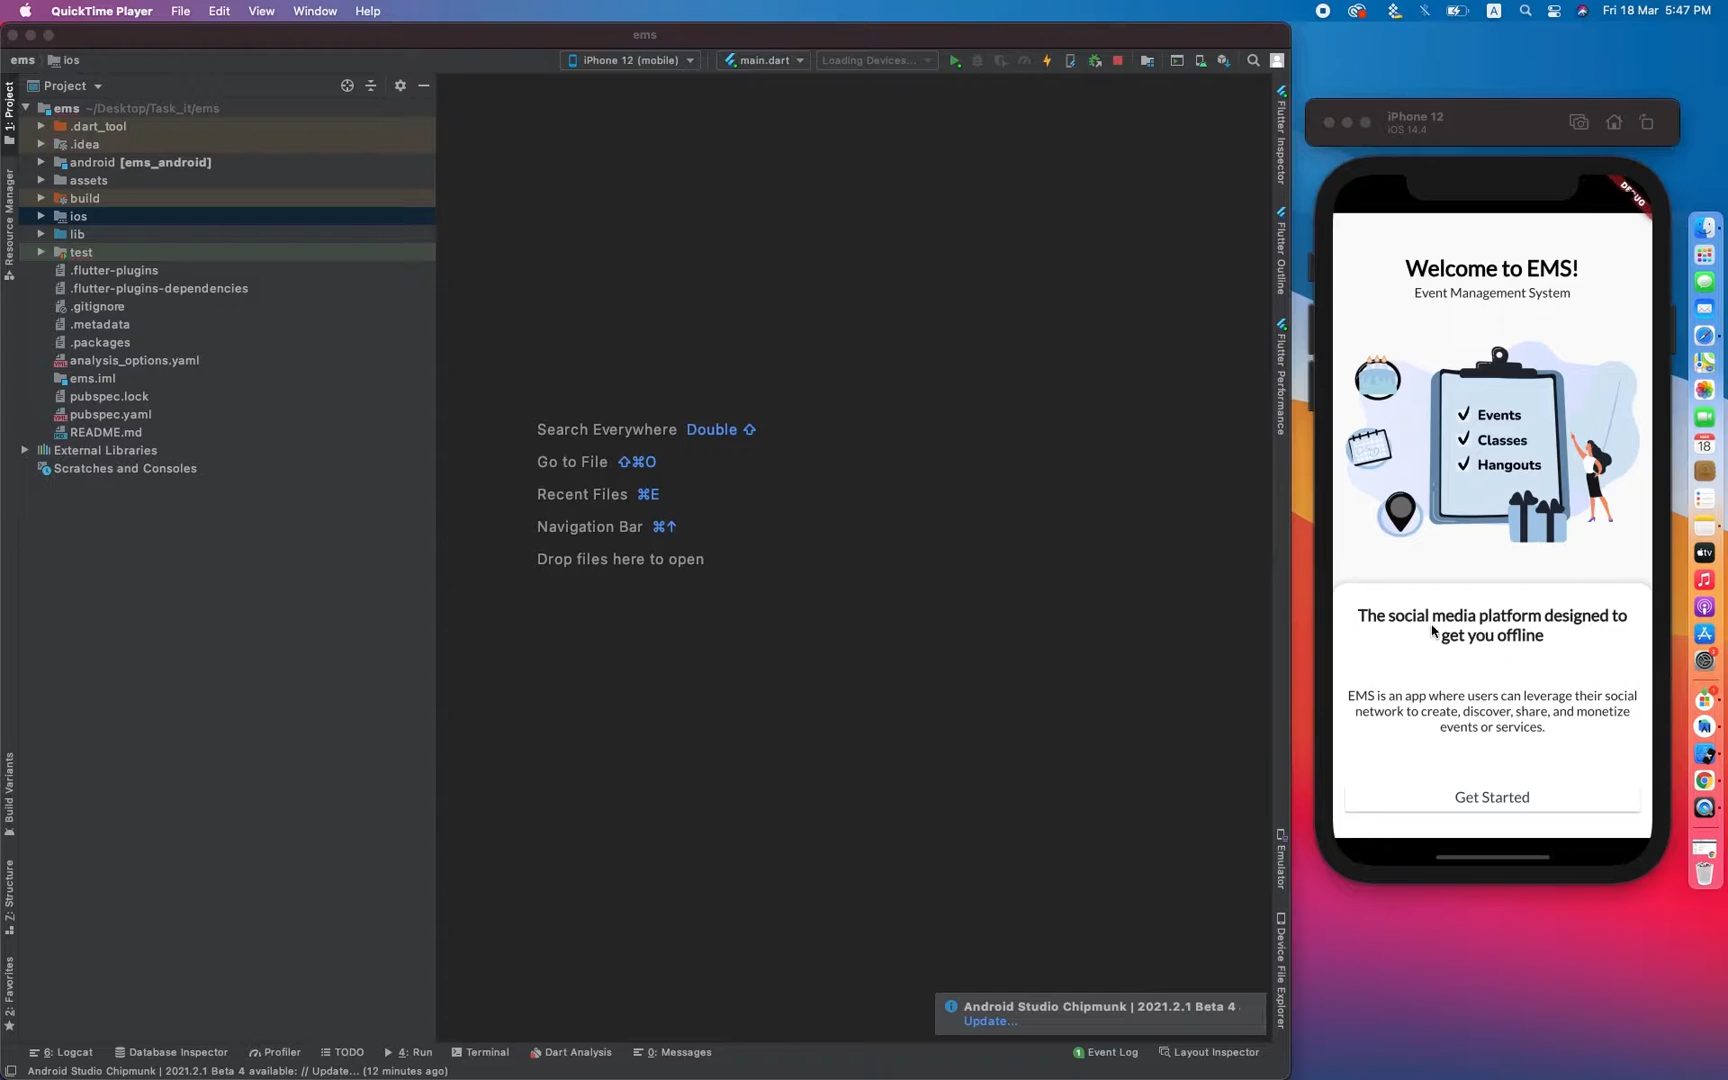 QuickTime Player File Edit View Window Help
A Fri 18 Mar 5:47 PM
ems
ems ios
iPhone 12 (mobile) main.dart Loading Devices...
Project
ems ~/Desktop/Task_it/ems
.dart_tool
.idea
android [ems_android]
assets
build
ios
lib
test
.flutter-plugins
.flutter-plugins-dependencies
.gitignore
.metadata
.packages
analysis_options.yaml
ems.iml
pubspec.lock
pubspec.yaml
README.md
External Libraries
Scratches and Consoles
1: Project
Resource Manager
Build Variants
Z: Structure
2: Favorites
Search Everywhere Double ⇧
Go to File ⇧⌘O
Recent Files ⌘E
Navigation Bar ⌘↑
Drop files here to open
Flutter Inspector
Flutter Outline
Flutter Performance
Emulator
Device File Explorer
Android Studio Chipmunk | 2021.2.1 Beta 4
Update...
6: Logcat Database Inspector Profiler TODO 4: Run Terminal Dart Analysis 0: Messages 1 Event Log Layout Inspector
Android Studio Chipmunk | 2021.2.1 Beta 4 available: // Update... (12 minutes ago)
iPhone 12
iOS 14.4
DEBUG
Welcome to EMS!
Event Management System
✓ Events
✓ Classes
✓ Hangouts
The social media platform designed to
get you offline
EMS is an app where users can leverage their social
network to create, discover, share, and monetize
events or services.
Get Started
18
tv